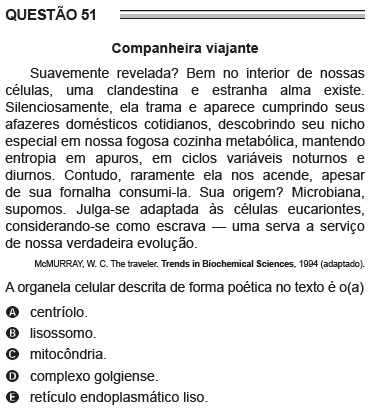 QUESTÃO 51
Companheira viajante
Suavemente revelada? Bem no interior de nossas
células, uma clandestina e estranha alma existe.
Silenciosamente, ela trama e aparece cumprindo seus
afazeres domésticos cotidianos, descobrindo seu nicho
especial em nossa fogosa cozinha metabólica, mantendo
entropia em apuros, em ciclos variáveis noturnos e
diurnos. Contudo, raramente ela nos acende, apesar
de sua fornalha consumi-la. Sua origem? Microbiana,
supomos. Julga-se adaptada às células eucariontes,
considerando-se como escrava — uma serva a serviço
de nossa verdadeira evolução.
McMURRAY, W. C. The traveler. Trends in Biochemical Sciences, 1994 (adaptado).
A organela celular descrita de forma poética no texto é o(a)
A centríolo.
B lisossomo.
C mitocôndria.
D complexo golgiense.
E retículo endoplasmático liso.